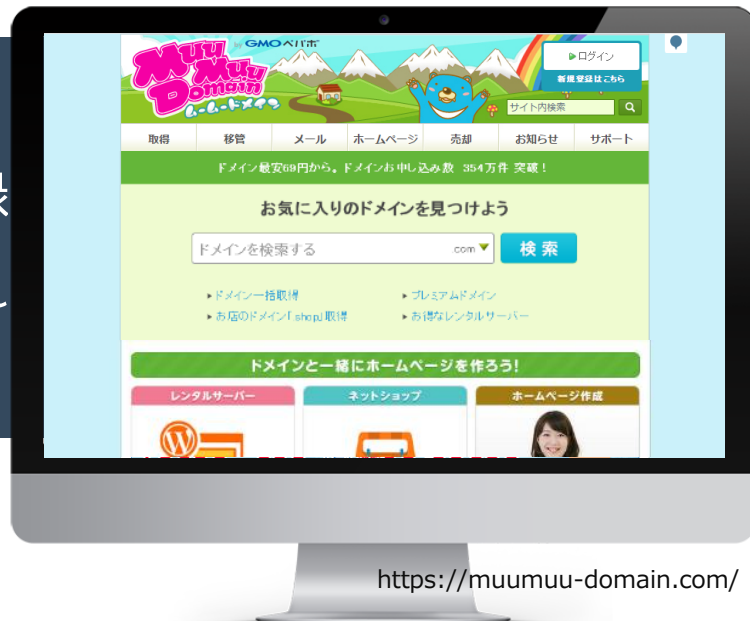 Muu
Muu
Domain
ムームードメイン
by GMOペパボ
ログイン
新規登録はこちら
サイト内検索
取得 移管 メール ホームページ 売却 お知らせ サポート
ドメイン最安69円から。ドメインお申し込み数 354万件 突破！
お気に入りのドメインを見つけよう
ドメインを検索する .com 検索
ドメイン一括取得 プレミアムドメイン
お店のドメイン「.shop」取得 お得なレンタルサーバー
ドメインと一緒にホームページを作ろう!
レンタルサーバー ネットショップ ホームページ作成
https://muumuu-domain.com/